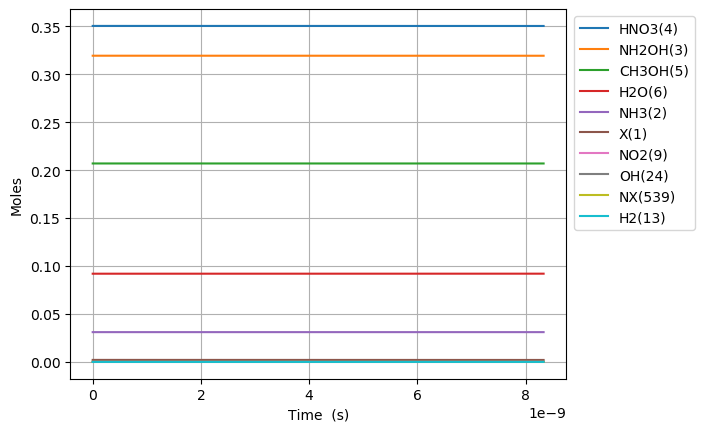 0.35
0.30
0.25
0.20
0.15
0.10
0.05
0.00
Moles
0
2
4
6
8
1e−9
Time  (s)
HNO3(4)
NH2OH(3)
CH3OH(5)
H2O(6)
NH3(2)
X(1)
NO2(9)
OH(24)
NX(539)
H2(13)